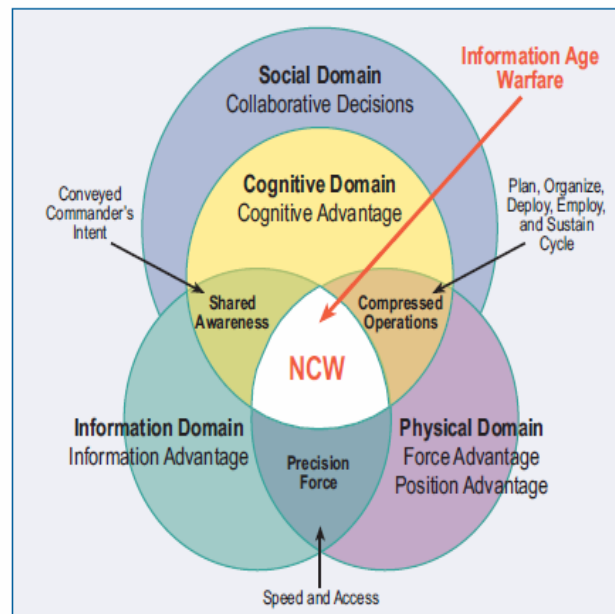 Information Age
Warfare
Social Domain
Collaborative Decisions
Conveyed
Commander's
Intent
Cognitive Domain
Cognitive Advantage
Plan, Organize,
Deploy, Employ,
and Sustain
Cycle
Shared
Awareness
Compressed
Operations
NCW
Information Domain
Information Advantage
Physical Domain
Force Advantage
Position Advantage
Precision
Force
Speed and Access